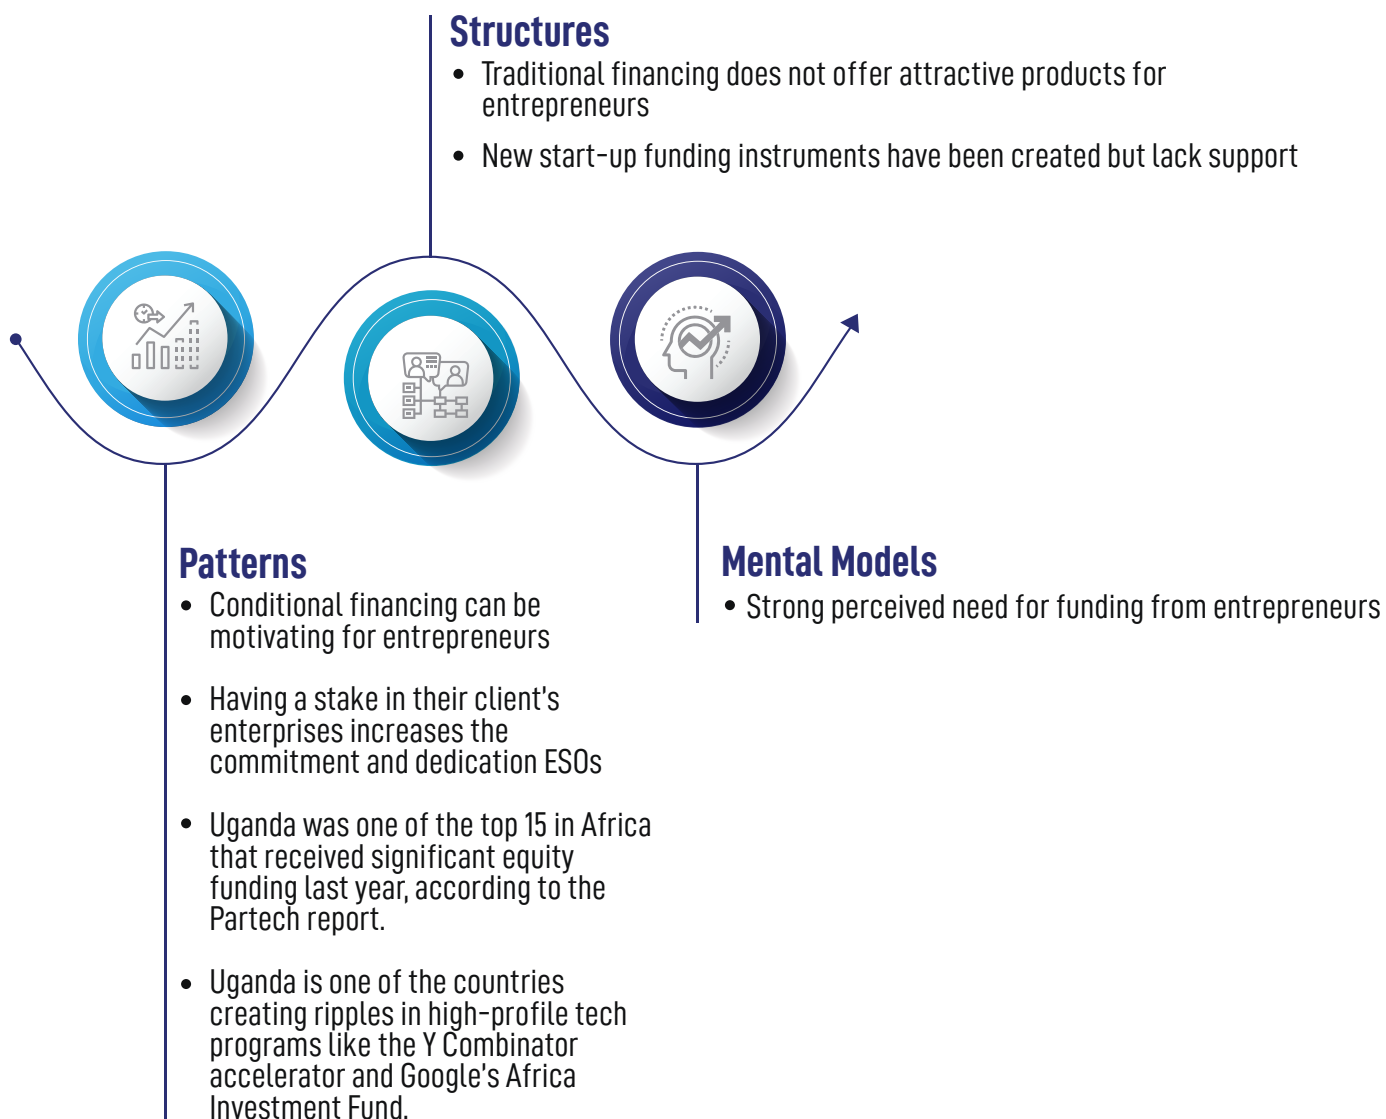 Structures
• Traditional financing does not offer attractive products for
entrepreneurs
• New start-up funding instruments have been created but lack support
Patterns
• Conditional financing can be
motivating for entrepreneurs
• Having a stake in their client's
enterprises increases the
commitment and dedication ESOs
• Uganda was one of the top 15 in Africa
that received significant equity
funding last year, according to the
Partech report.
• Uganda is one of the countries
creating ripples in high-profile tech
programs like the Y Combinator
accelerator and Google's Africa
Investment Fund.
Mental Models
• Strong perceived need for funding from entrepreneurs